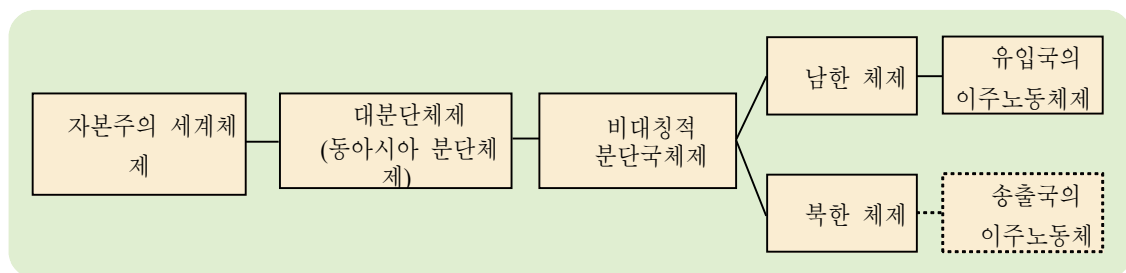 자본주의 세계체
제
대분단체제
(동아시아 분단체
제)
비대칭적
분단국체제
남한 체제
유입국의
이주노동체제
북한 체제
송출국의
이주노동체